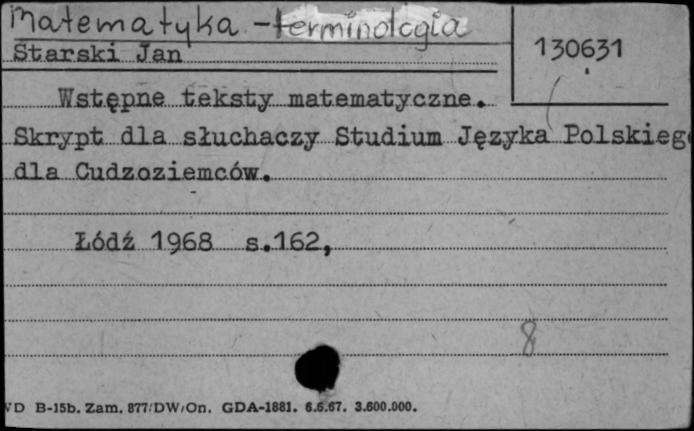 Matematyka - terminologia
Starski Jan
130631
Wstępne teksty matematyczne.
Skrypt dla słuchaczy Studium Języka Polskieg
dla Cudzoziemców.
Łódź 1968 s.162,
8
D B-15b. Zam. 877/DW/On. GDA-1881. 6.6.67. 3.600.000.